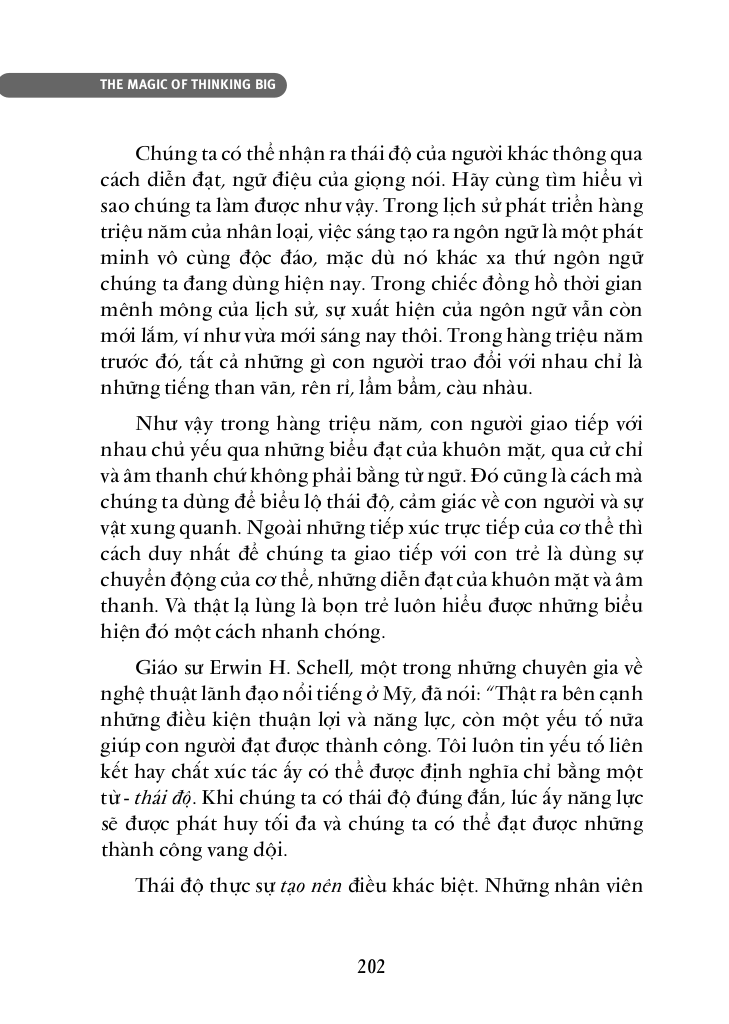 THE MAGIC OF THINKING BIG
Chúng ta có thể nhận ra thái độ của người khác thông qua
cách diễn đạt, ngữ điệu của giọng nói. Hãy cùng tìm hiểu vì
sao chúng ta làm được như vậy. Trong lịch sử phát triển hàng
triệu năm của nhân loại, việc sáng tạo ra ngôn ngữ là một phát
minh vô cùng độc đáo, mặc dù nó khác xa thứ ngôn ngữ
chúng ta đang dùng hiện nay. Trong chiếc đồng hồ thời gian
mênh mông của lịch sử, sự xuất hiện của ngôn ngữ vẫn còn
mới lắm, ví như vừa mới sáng nay thôi. Trong hàng triệu năm
trước đó, tất cả những gì con người trao đổi với nhau chỉ là
những tiếng than vãn, rên rỉ, lẩm bẩm, càu nhàu.
Như vậy trong hàng triệu năm, con người giao tiếp với
nhau chủ yếu qua những biểu đạt của khuôn mặt, qua cử chỉ
và âm thanh chứ không phải bằng từ ngữ. Đó cũng là cách mà
chúng ta dùng để biểu lộ thái độ, cảm giác về con người và sự
vật xung quanh. Ngoài những tiếp xúc trực tiếp của cơ thể thì
cách duy nhất để chúng ta giao tiếp với con trẻ là dùng sự
chuyển động của cơ thể, những diễn đạt của khuôn mặt và âm
thanh. Và thật lạ lùng là bọn trẻ luôn hiểu được những biểu
hiện đó một cách nhanh chóng.
Giáo sư Erwin H. Schell, một trong những chuyên gia về
nghệ thuật lãnh đạo nổi tiếng ở Mỹ, đã nói: “Thật ra bên cạnh
những điều kiện thuận lợi và năng lực, còn một yếu tố nữa
giúp con người đạt được thành công. Tôi luôn tin yếu tố liên
kết hay chất xúc tác ấy có thể được định nghĩa chỉ bằng một
từ - thái độ. Khi chúng ta có thái độ đúng đắn, lúc ấy năng lực
sẽ được phát huy tối đa và chúng ta có thể đạt được những
thành công vang dội.
Thái độ thực sự tạo nên điều khác biệt. Những nhân viên
202